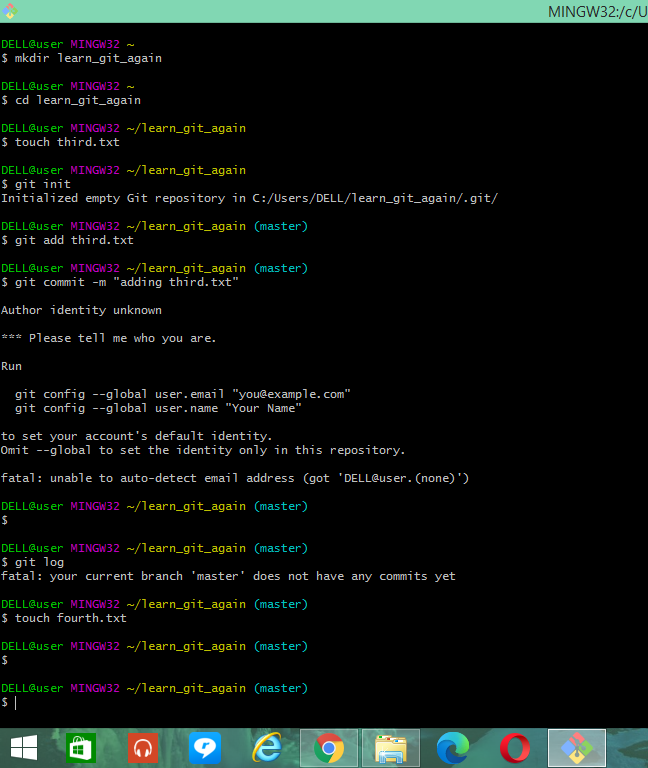 MINGW32:/c/U
DELL@user MINGW32 ~
$ mkdir learn_git_again
DELL@user MINGW32 ~
$ cd learn_git_again
DELL@user MINGW32 ~/learn_git_again
$ touch third.txt
DELL@user MINGW32 ~/learn_git_again
$ git init
Initialized empty Git repository in C:/Users/DELL/learn_git_again/.git/
DELL@user MINGW32 ~/learn_git_again (master)
$ git add third.txt
DELL@user MINGW32 ~/learn_git_again (master)
$ git commit -m "adding third.txt"
Author identity unknown
*** Please tell me who you are.
Run
git config --global user.email "you@example.com"
git config --global user.name "Your Name"
to set your account's default identity.
Omit --global to set the identity only in this repository.
fatal: unable to auto-detect email address (got 'DELL@user.(none)')
DELL@user MINGW32 ~/learn_git_again (master)
$
DELL@user MINGW32 ~/learn_git_again (master)
$ git log
fatal: your current branch 'master' does not have any commits yet
DELL@user MINGW32 ~/learn_git_again (master)
$ touch fourth.txt
DELL@user MINGW32 ~/learn_git_again (master)
$
DELL@user MINGW32 ~/learn_git_again (master)
$